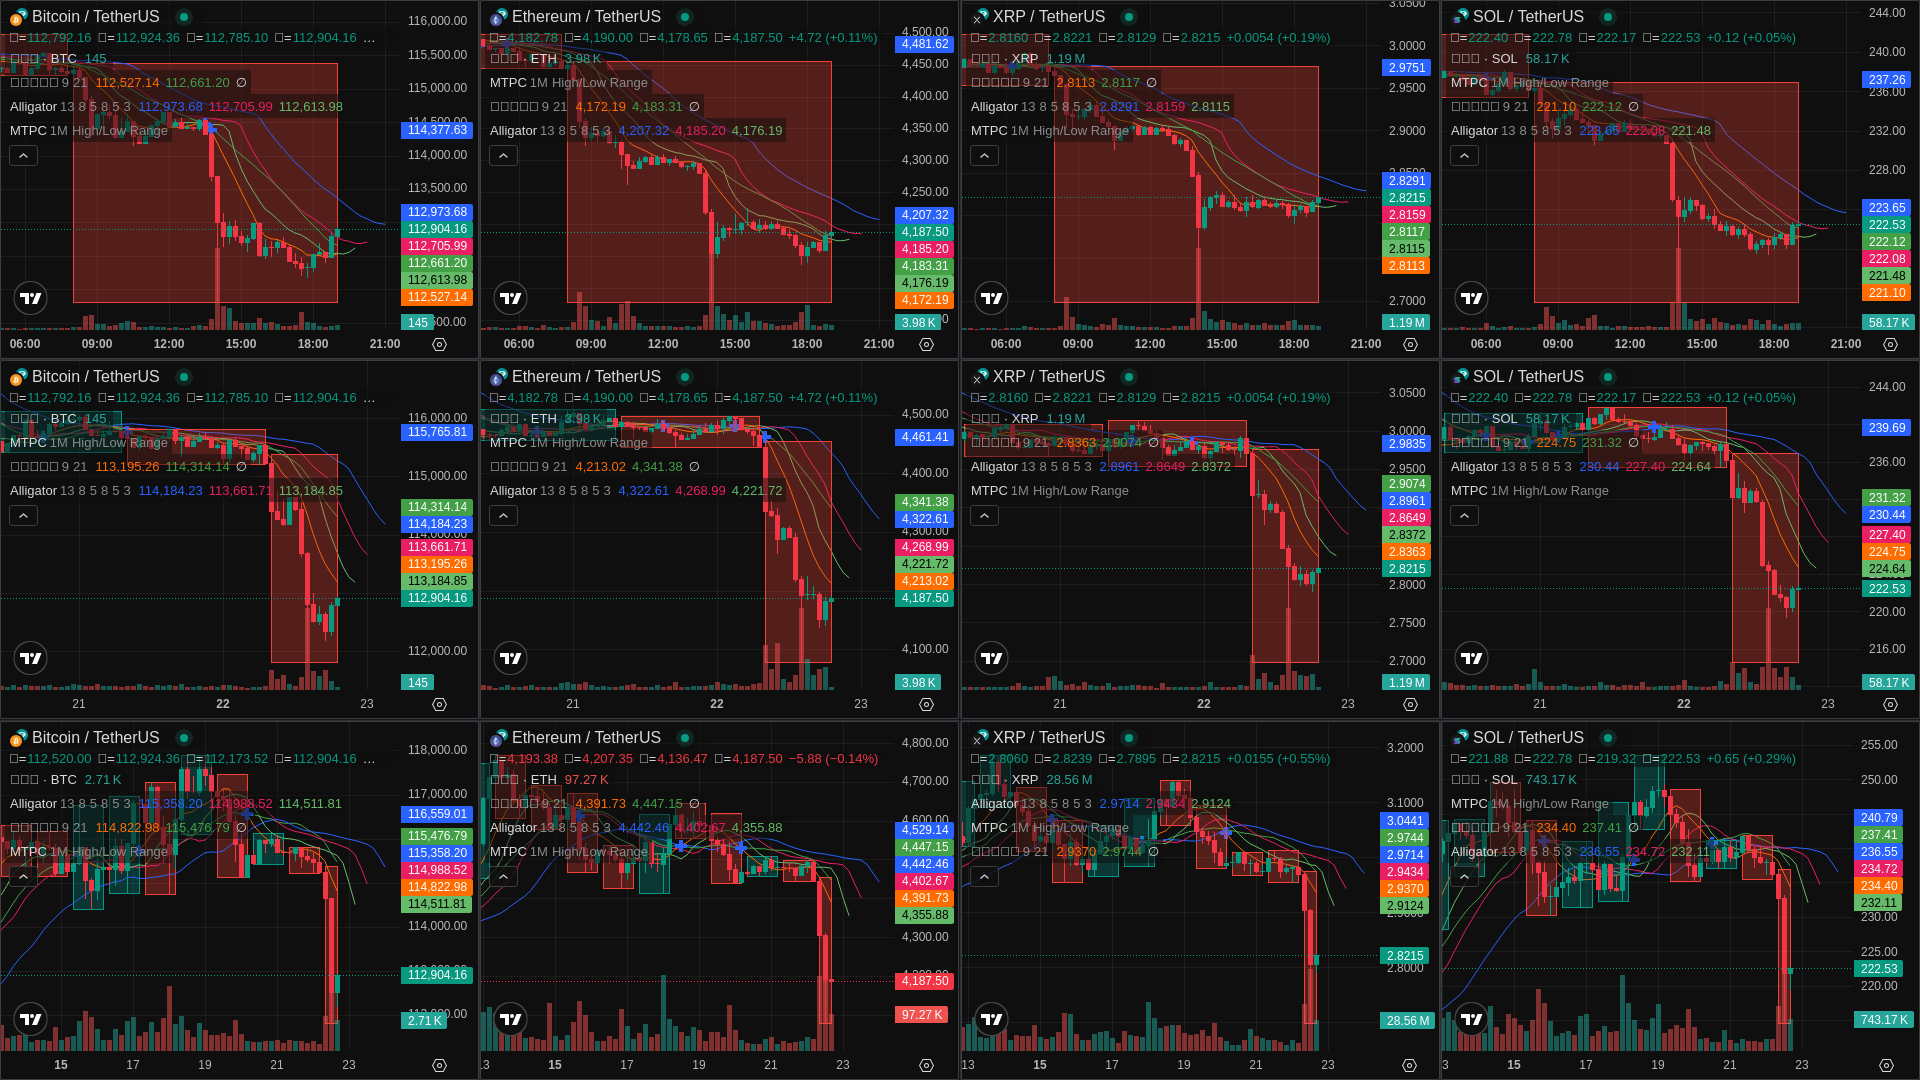 Bitcoin / TetherUS
=112,792.16 =112,924.36 =112,785.10 =112,904.16 ...
· BTC 145
9 21 112,527.14 112,661.20 ∅
Alligator 13 8 5 8 5 3 112,973.68 112,705.99 112,613.98
MTPC 1M High/Low Range
116,000.00
115,500.00
115,000.00
114,377.63
114,000.00
113,500.00
112,973.68
112,904.16
112,705.99
112,661.20
112,613.98
112,527.14
145
06:00 09:00 12:00 15:00 18:00 21:00
Ethereum / TetherUS
=4,182.78 =4,190.00 =4,178.65 =4,187.50 +4.72 (+0.11%)
· ETH 3.98 K
MTPC 1M High/Low Range
9 21 4,172.19 4,183.31 ∅
Alligator 13 8 5 8 5 3 4,207.32 4,185.20 4,176.19
4,500.00
4,481.62
4,450.00
4,400.00
4,350.00
4,300.00
4,250.00
4,207.32
4,187.50
4,185.20
4,183.31
4,176.19
4,172.19
3.98 K
06:00 09:00 12:00 15:00 18:00 21:00
XRP / TetherUS
=2.8160 =2.8221 =2.8129 =2.8215 +0.0054 (+0.19%)
· XRP 1.19 M
9 21 2.8113 2.8117 ∅
Alligator 13 8 5 8 5 3 2.8291 2.8159 2.8115
MTPC 1M High/Low Range
3.0500
3.0000
2.9751
2.9500
2.9000
2.8291
2.8215
2.8159
2.8117
2.8115
2.8113
2.7000
1.19 M
06:00 09:00 12:00 15:00 18:00 21:00
SOL / TetherUS
=222.40 =222.78 =222.17 =222.53 +0.12 (+0.05%)
· SOL 58.17 K
MTPC 1M High/Low Range
9 21 221.10 222.12 ∅
Alligator 13 8 5 8 5 3 223.65 222.08 221.48
244.00
240.00
237.26
236.00
232.00
228.00
223.65
222.53
222.12
222.08
221.48
221.10
58.17 K
06:00 09:00 12:00 15:00 18:00 21:00
Bitcoin / TetherUS
=112,792.16 =112,924.36 =112,785.10 =112,904.16 ...
· BTC 145
MTPC 1M High/Low Range
9 21 113,195.26 114,314.14 ∅
Alligator 13 8 5 8 5 3 114,184.23 113,661.71 113,184.85
116,000.00
115,765.81
115,000.00
114,314.14
114,184.23
114,000.00
113,661.71
113,195.26
113,184.85
112,904.16
112,000.00
145
21 22 23
Ethereum / TetherUS
=4,182.78 =4,190.00 =4,178.65 =4,187.50 +4.72 (+0.11%)
· ETH 3.98 K
MTPC 1M High/Low Range
9 21 4,213.02 4,341.38 ∅
Alligator 13 8 5 8 5 3 4,322.61 4,268.99 4,221.72
4,500.00
4,461.41
4,400.00
4,341.38
4,322.61
4,300.00
4,268.99
4,221.72
4,213.02
4,187.50
4,100.00
3.98 K
21 22 23
XRP / TetherUS
=2.8160 =2.8221 =2.8129 =2.8215 +0.0054 (+0.19%)
· XRP 1.19 M
9 21 2.8363 2.9074 ∅
Alligator 13 8 5 8 5 3 2.8961 2.8649 2.8372
MTPC 1M High/Low Range
3.0500
3.0000
2.9835
2.9500
2.9074
2.8961
2.8649
2.8372
2.8363
2.8215
2.8000
2.7500
2.7000
1.19 M
21 22 23
SOL / TetherUS
=222.40 =222.78 =222.17 =222.53 +0.12 (+0.05%)
· SOL 58.17 K
9 21 224.75 231.32 ∅
Alligator 13 8 5 8 5 3 230.44 227.40 224.64
MTPC 1M High/Low Range
244.00
239.69
236.00
231.32
230.44
227.40
224.75
224.64
222.53
220.00
216.00
58.17 K
21 22 23
Bitcoin / TetherUS
=112,520.00 =112,924.36 =112,173.52 =112,904.16 ...
· BTC 2.71 K
Alligator 13 8 5 8 5 3 115,358.20 114,988.52 114,511.81
9 21 114,822.98 115,476.79 ∅
MTPC 1M High/Low Range
118,000.00
117,000.00
116,559.01
115,476.79
115,358.20
114,988.52
114,822.98
114,511.81
114,000.00
112,904.16
2.71 K
15 17 19 21 23
Ethereum / TetherUS
=4,193.38 =4,207.35 =4,136.47 =4,187.50 −5.88 (−0.14%)
· ETH 97.27 K
9 21 4,391.73 4,447.15 ∅
Alligator 13 8 5 8 5 3 4,442.46 4,402.67 4,355.88
MTPC 1M High/Low Range
4,800.00
4,700.00
4,600.00
4,529.14
4,447.15
4,442.46
4,402.67
4,391.73
4,355.88
4,300.00
4,187.50
97.27 K
15 17 19 21 23
XRP / TetherUS
=2.8060 =2.8239 =2.7895 =2.8215 +0.0155 (+0.55%)
· XRP 28.56 M
Alligator 13 8 5 8 5 3 2.9714 2.9434 2.9124
MTPC 1M High/Low Range
9 21 2.9370 2.9744 ∅
3.2000
3.1000
3.0441
2.9744
2.9714
2.9434
2.9370
2.9124
2.9000
2.8215
2.8000
28.56 M
13 15 17 19 21 23
SOL / TetherUS
=221.88 =222.78 =219.32 =222.53 +0.65 (+0.29%)
· SOL 743.17 K
MTPC 1M High/Low Range
9 21 234.40 237.41 ∅
Alligator 13 8 5 8 5 3 236.55 234.72 232.11
255.00
250.00
240.79
237.41
236.55
234.72
234.40
232.11
230.00
225.00
222.53
220.00
743.17 K
15 17 19 21 23